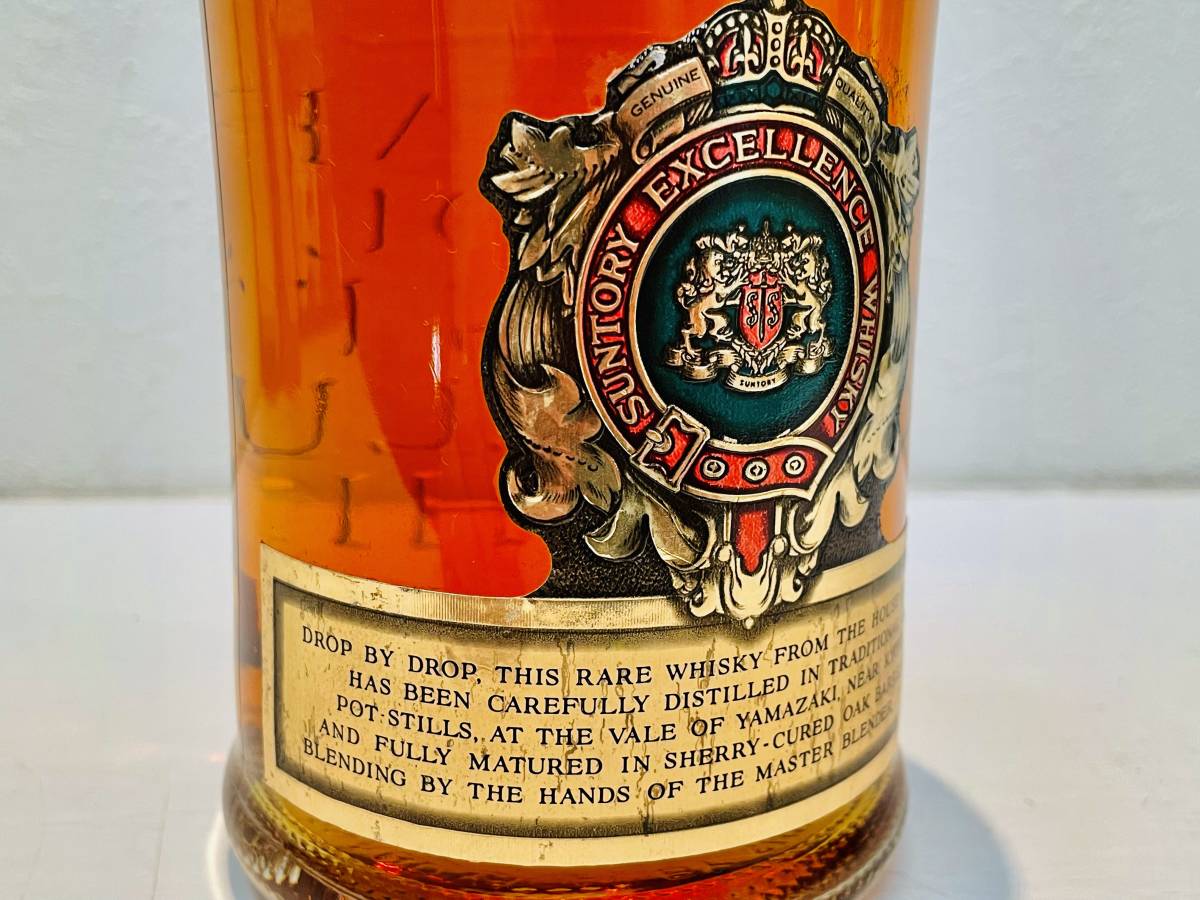 GENUINE
QUALITY
SUNTORY EXCELLENCE WHISKY
SUNTORY
DROP BY DROP, THIS RARE WHISKY FROM THE
HAS BEEN CAREFULLY DISTILLED IN
POT-STILLS, AT THE VALE OF YAMAZAKI, NEAR
AND FULLY MATURED IN SHERRY-CURED OAK
BLENDING BY THE HANDS OF THE MASTER BLENDER